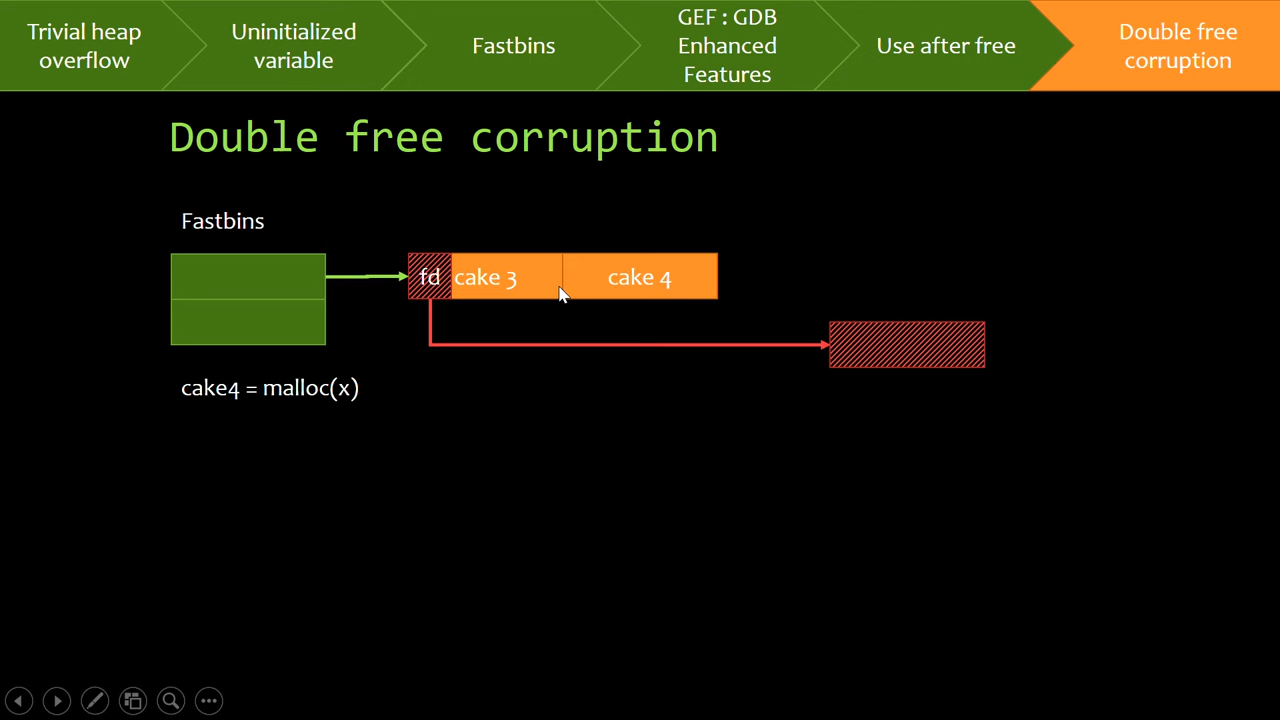 Trivial heap
overflow
Uninitialized
variable
Fastbins
GEF : GDB
Enhanced
Features
Use after free
Double free
corruption
Double free corruption
Fastbins
fd
cake 3
cake 4
cake4 = malloc(x)